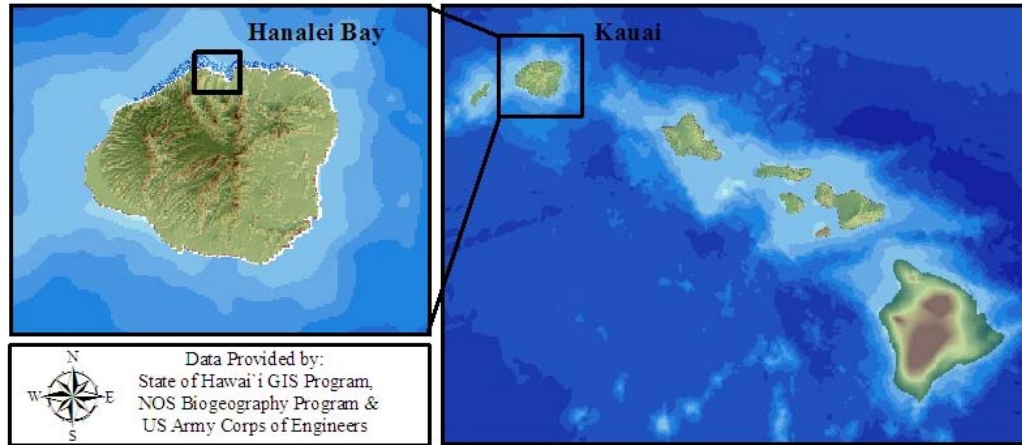 Hanalei Bay
Kauai
N
W E
S
Data Provided by:
State of Hawai`i GIS Program,
NOS Biogeography Program &
US Army Corps of Engineers